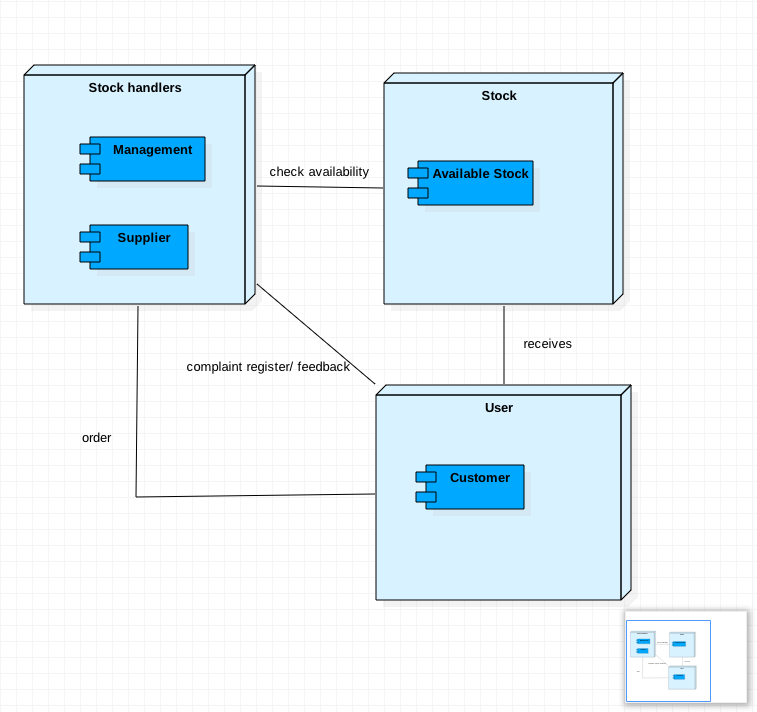 Stock handlers
Management
Supplier
check availability
Stock
Available Stock
complaint register/ feedback
receives
order
User
Customer